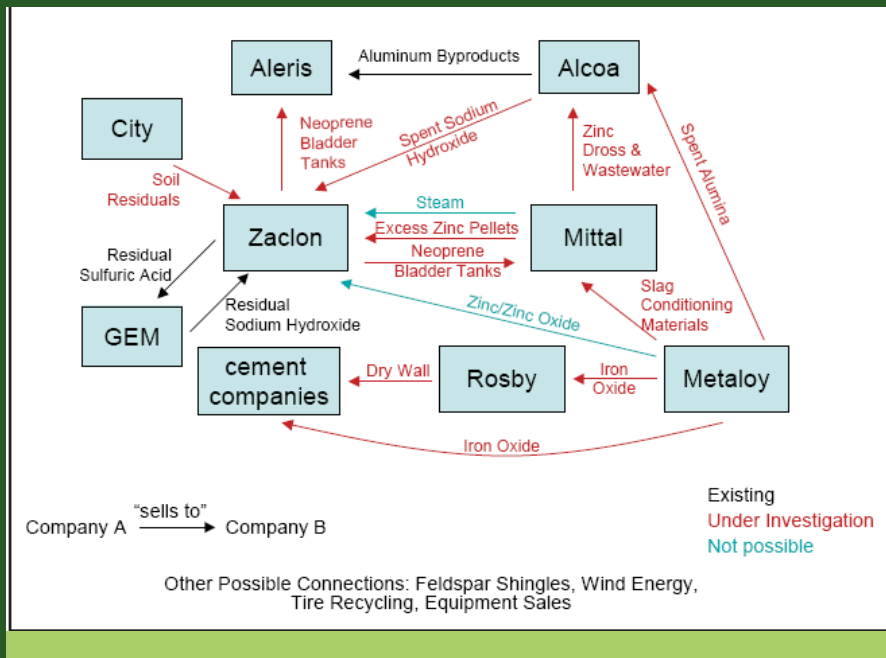 Aleris
Aluminum Byproducts
Alcoa
City
Neoprene
Bladder
Tanks
Spent Sodium
Hydroxide
Zinc
Dross &
Wastewater
Spent Alumina
Soil
Residuals
Zaclon
Steam
Excess Zinc Pellets
Neoprene
Bladder Tanks
Mittal
Residual
Sulfuric Acid
Residual
Sodium Hydroxide
Zinc/Zinc Oxide
Slag
Conditioning
Materials
GEM
cement
companies
Dry Wall
Rosby
Iron
Oxide
Metaloy
Iron Oxide
Company A
"sells to"
Company B
Existing
Under Investigation
Not possible
Other Possible Connections: Feldspar Shingles, Wind Energy,
Tire Recycling, Equipment Sales